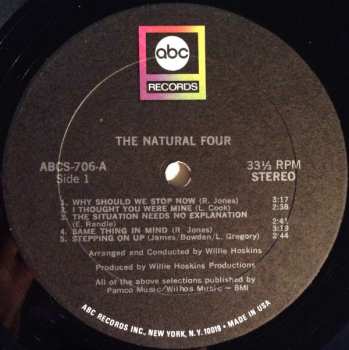 abc
RECORDS
THE NATURAL FOUR
ABCS-706-A
Side 1
33⅓ RPM
STEREO
1. WHY SHOULD WE STOP NOW (R. Jones) 3:17
2. I THOUGHT YOU WERE MINE (L. Cook) 2:38
3. THE SITUATION NEEDS NO EXPLANATION
(E. Randle)
4. SAME THING IN MIND (R. Jones)
5. STEPPING ON UP (James/Bowden/L. Gregory) 2:44
Arranged and Conducted by Willie Hoskins
Produced by Willie Hoskins Productions
All of the above selections published by
Pamco Music/Wilhos Music - BMI
ABC RECORDS INC., NEW YORK, N.Y. 10019 • MADE IN USA